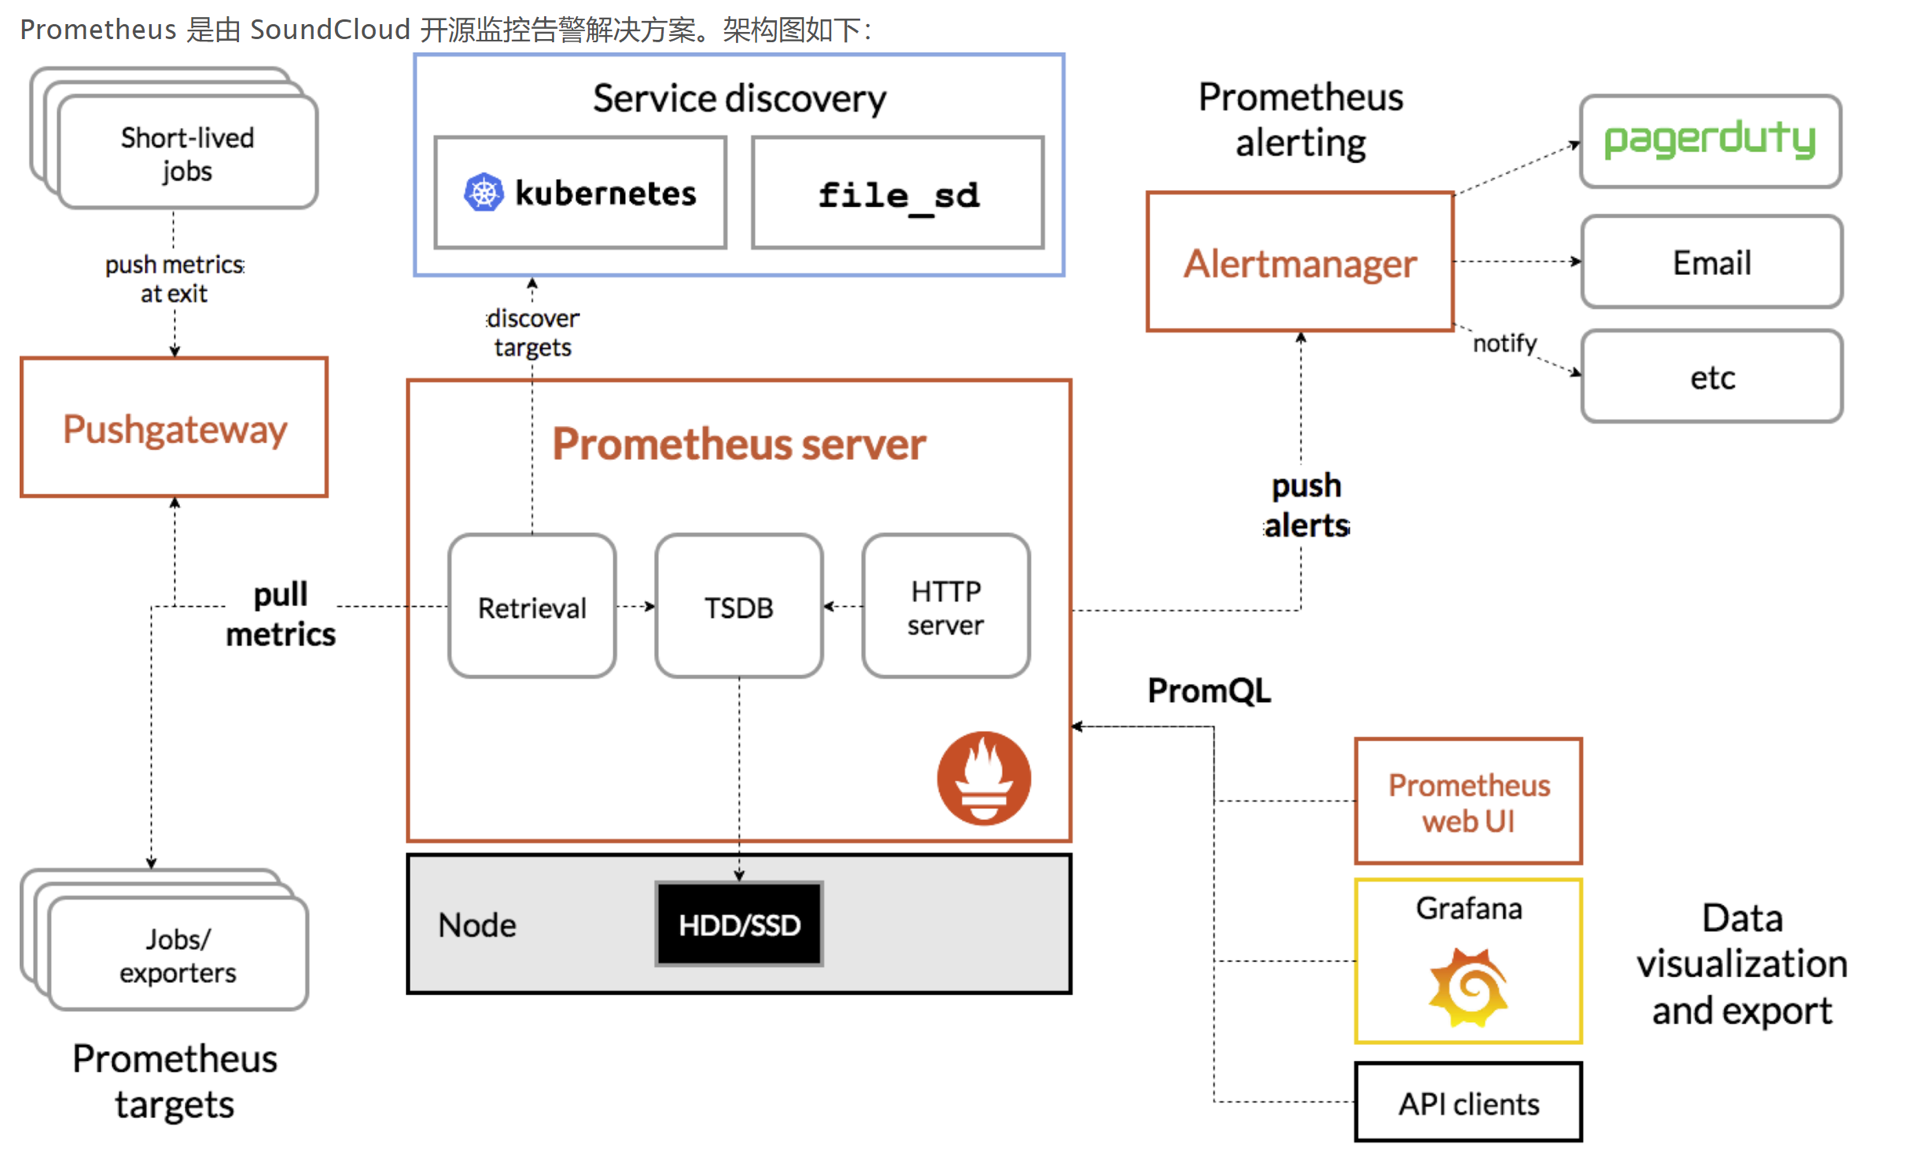 Prometheus 是由 SoundCloud 开源监控告警解决方案。架构图如下：
Short-lived
jobs
push metrics
at exit
Pushgateway
pull
metrics
Jobs/
exporters
Prometheus
targets
Service discovery
kubernetes
file_sd
discover
targets
Prometheus server
Retrieval
TSDB
HTTP
server
Node
HDD/SSD
Prometheus
alerting
Alertmanager
pagerduty
Email
notify
etc
push
alerts
PromQL
Prometheus
web UI
Grafana
API clients
Data
visualization
and export